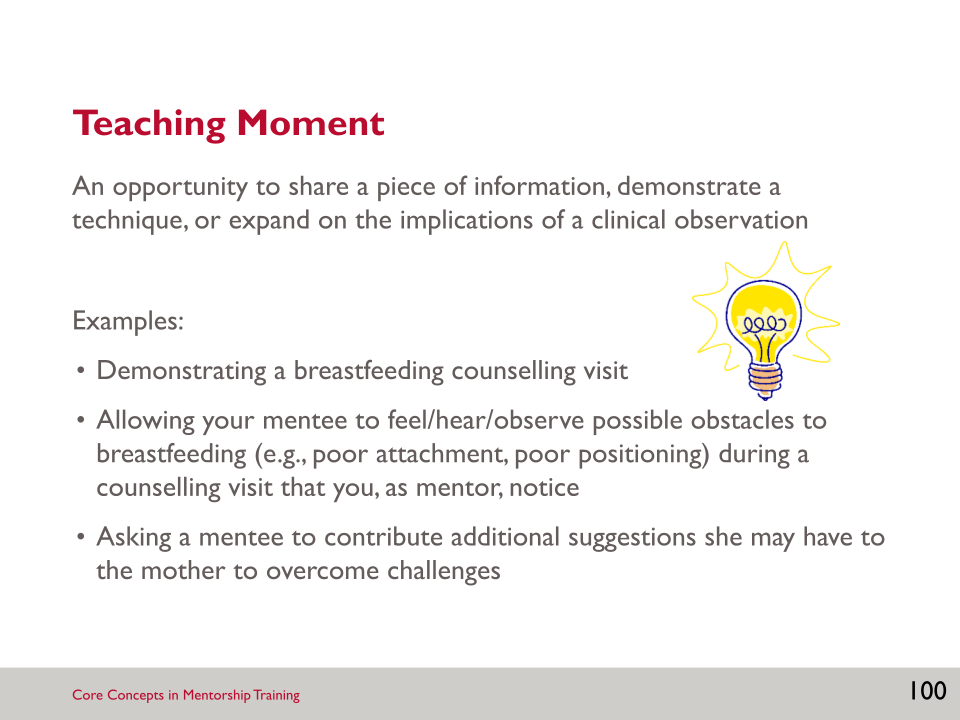 Teaching Moment
An opportunity to share a piece of information, demonstrate a
technique, or expand on the implications of a clinical observation
Examples:
• Demonstrating a breastfeeding counselling visit
• Allowing your mentee to feel/hear/observe possible obstacles to
breastfeeding (e.g., poor attachment, poor positioning) during a
counselling visit that you, as mentor, notice
• Asking a mentee to contribute additional suggestions she may have to
the mother to overcome challenges
Core Concepts in Mentorship Training
100